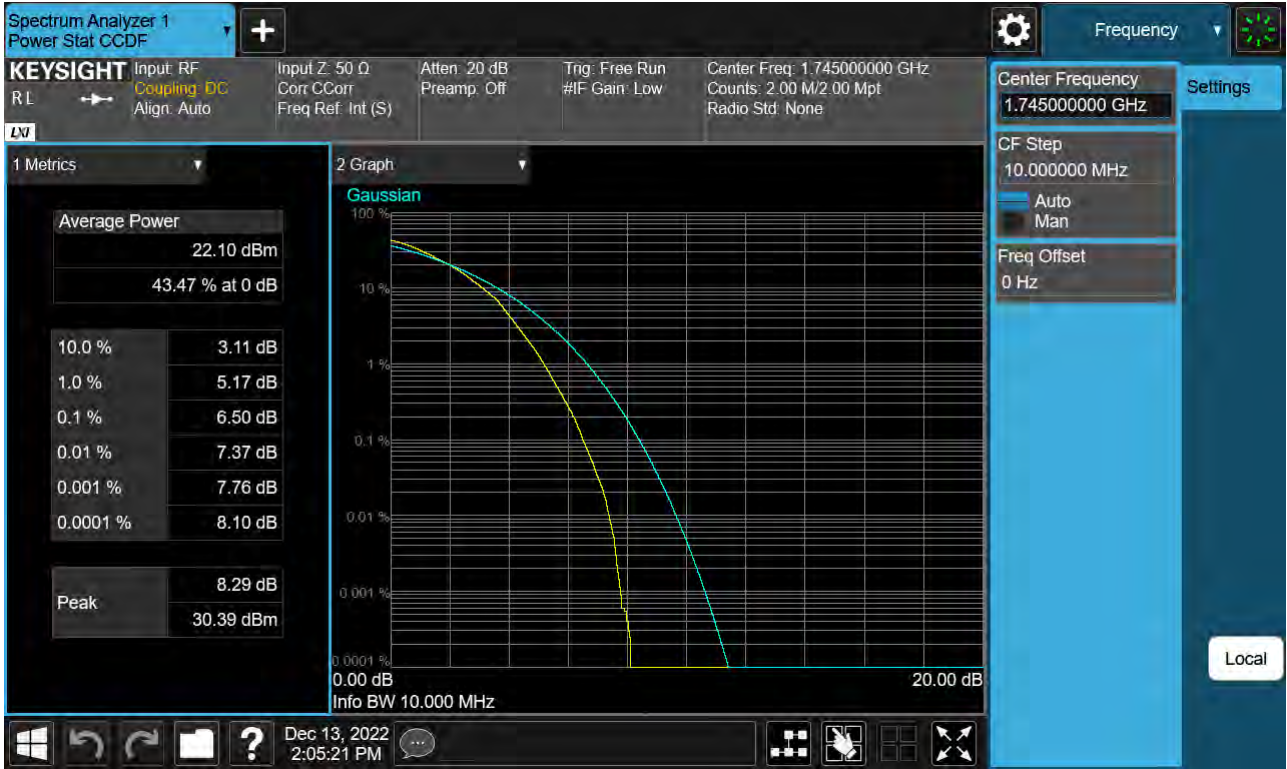 Spectrum Analyzer 1
Power Stat CCDF
Frequency
KEYSIGHT
R L
LXI
Input: RF
Coupling: DC
Align: Auto
Input Z: 50 Ω
Corr CCorr
Freq Ref: Int (S)
Atten: 20 dB
Preamp: Off
Trig: Free Run
#IF Gain: Low
Center Freq: 1.745000000 GHz
Counts: 2.00 M/2.00 Mpt
Radio Std: None
Center Frequency
1.745000000 GHz
Settings
CF Step
10.000000 MHz
Auto
Man
Freq Offset
0 Hz
1 Metrics
Average Power
22.10 dBm
43.47 % at 0 dB
10.0 % 3.11 dB
1.0 % 5.17 dB
0.1 % 6.50 dB
0.01 % 7.37 dB
0.001 % 7.76 dB
0.0001 % 8.10 dB
Peak
8.29 dB
30.39 dBm
2 Graph
Gaussian
100 %
10 %
1 %
0.1 %
0.01 %
0.001 %
0.0001 %
0.00 dB 20.00 dB
Info BW 10.000 MHz
Local
Dec 13, 2022
2:05:21 PM